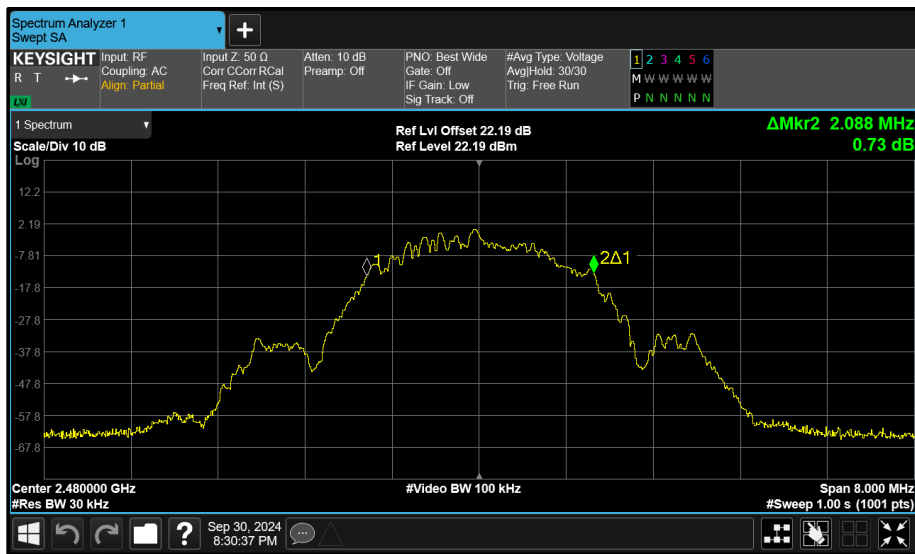 Spectrum Analyzer 1
Swept SA
KEYSIGHT
R T
LXI
Input: RF
Coupling: AC
Align: Partial
Input Z: 50 Ω
Corr CCorr RCal
Freq Ref: Int (S)
Atten: 10 dB
Preamp: Off
PNO: Best Wide
Gate: Off
IF Gain: Low
Sig Track: Off
#Avg Type: Voltage
Avg|Hold: 30/30
Trig: Free Run
1 2 3 4 5 6
M W W W W W
P N N N N N
1 Spectrum
Scale/Div 10 dB
Log
Ref Lvl Offset 22.19 dB
Ref Level 22.19 dBm
ΔMkr2 2.088 MHz
0.73 dB
12.2
2.19
-7.81
-17.8
-27.8
-37.8
-47.8
-57.8
-67.8
1
2Δ1
Center 2.480000 GHz
#Res BW 30 kHz
#Video BW 100 kHz
Span 8.000 MHz
#Sweep 1.00 s (1001 pts)
?
Sep 30, 2024
8:30:37 PM